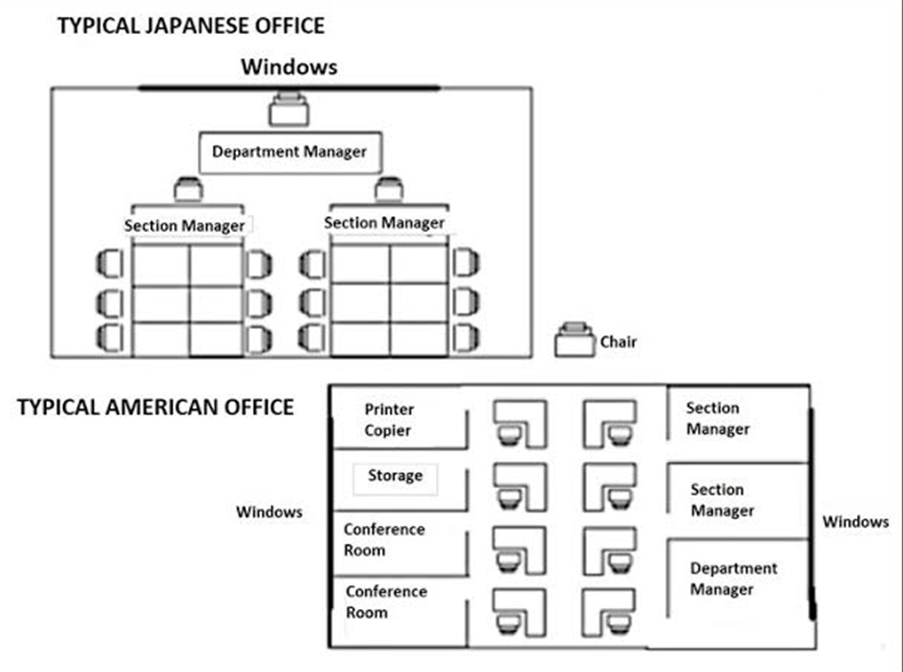 TYPICAL JAPANESE OFFICE
Windows
Department Manager
Section Manager
Section Manager
Chair
TYPICAL AMERICAN OFFICE
Printer
Copier
Storage
Windows
Conference
Room
Conference
Room
Section
Manager
Section
Manager
Windows
Department
Manager